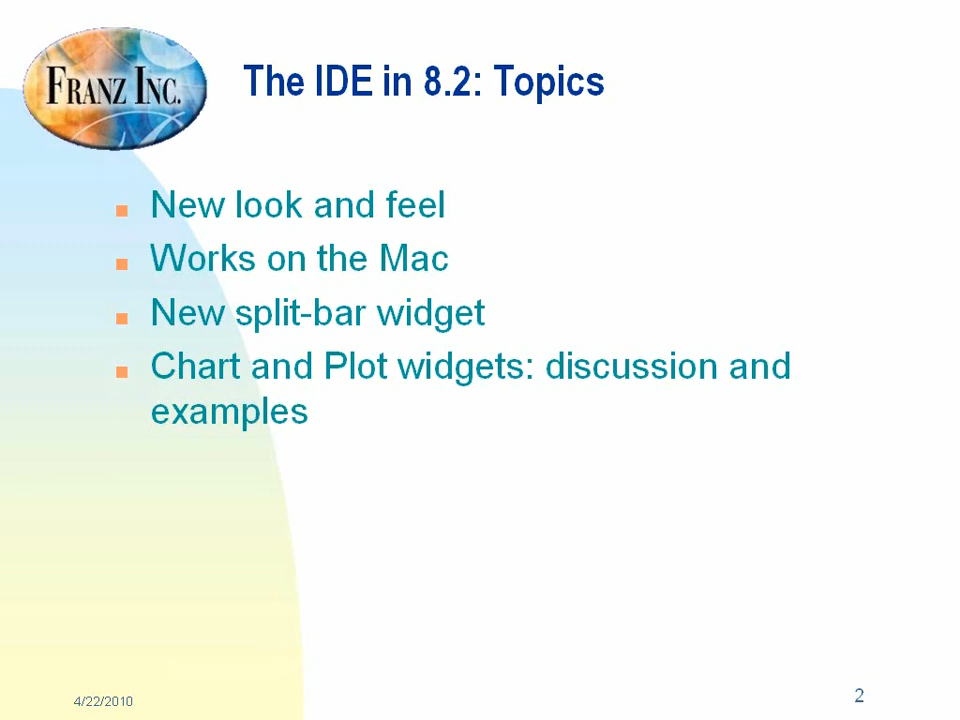 FRANZ INC.
The IDE in 8.2: Topics
New look and feel
Works on the Mac
New split-bar widget
Chart and Plot widgets: discussion and
examples
4/22/2010
2